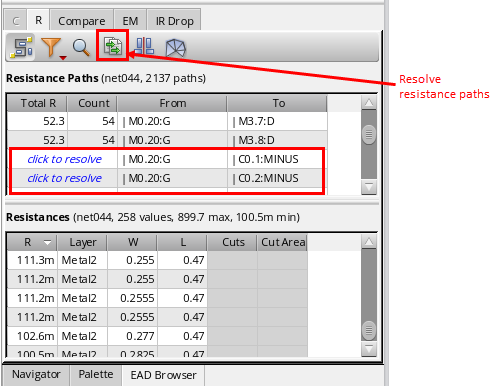 C R Compare EM IR Drop
Resistance Paths (net044, 2137 paths)
Total R Count From To
52.3 54 |M0.20:G |M3.7:D
52.3 54 |M0.20:G |M3.8:D
click to resolve |M0.20:G |C0.1:MINUS
click to resolve |M0.20:G |C0.2:MINUS
Resolve
resistance paths
Resistances (net044, 258 values, 899.7 max, 100.5m min)
R Layer W L Cuts Cut Area
111.3m Metal2 0.255 0.47
111.2m Metal2 0.255 0.47
111.2m Metal2 0.2555 0.47
111.2m Metal2 0.2555 0.47
102.6m Metal2 0.277 0.47
100.5m Metal2 0.2825 0.47
Navigator Palette EAD Browser